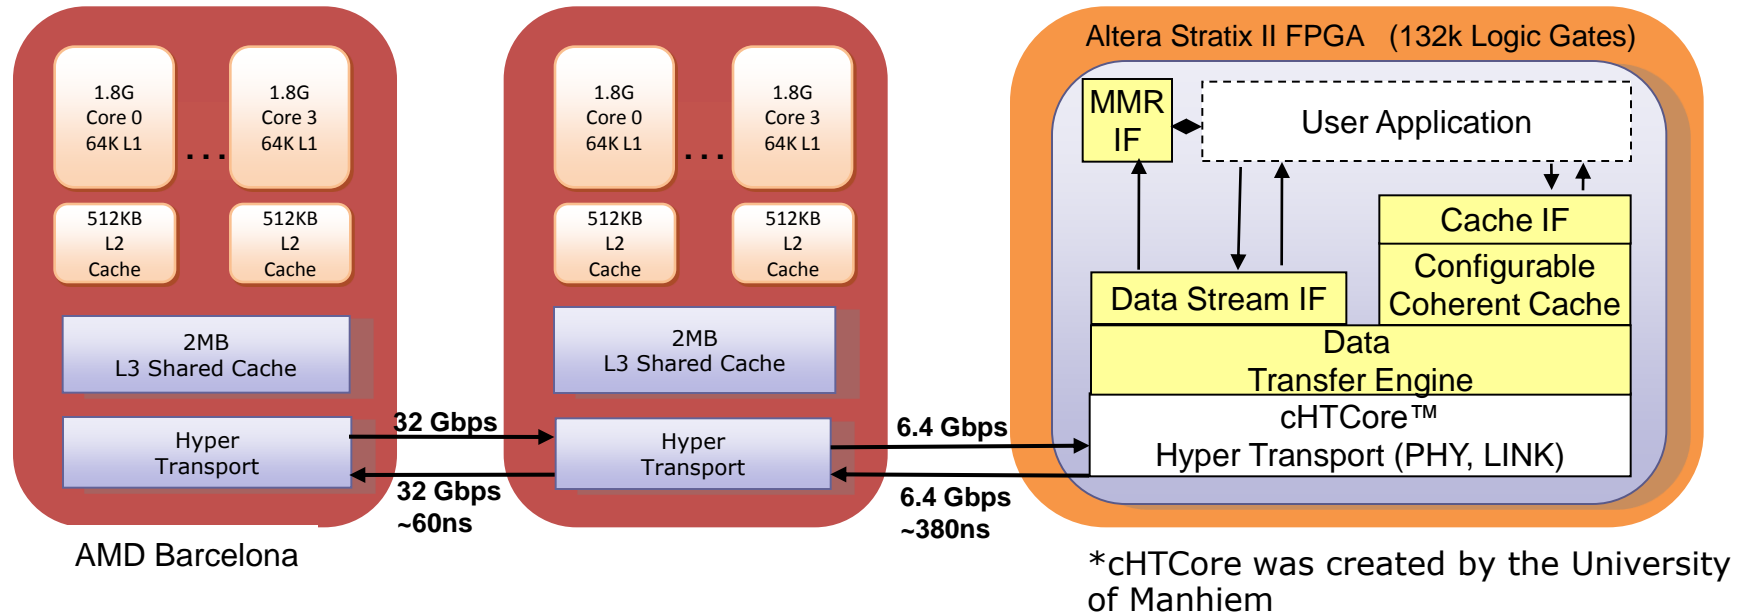 1.8G
Core 0
64K L1
...
1.8G
Core 3
64K L1
512KB
L2
Cache
512KB
L2
Cache
2MB
L3 Shared Cache
Hyper
Transport
AMD Barcelona
32 Gbps
32 Gbps
~60ns
1.8G
Core 0
64K L1
...
1.8G
Core 3
64K L1
512KB
L2
Cache
512KB
L2
Cache
2MB
L3 Shared Cache
Hyper
Transport
6.4 Gbps
6.4 Gbps
~380ns
Altera Stratix II FPGA (132k Logic Gates)
MMR
IF
User Application
Cache IF
Configurable
Coherent Cache
Data Stream IF
Data
Transfer Engine
cHTCore™
Hyper Transport (PHY, LINK)
*cHTCore was created by the University
of Manhiem